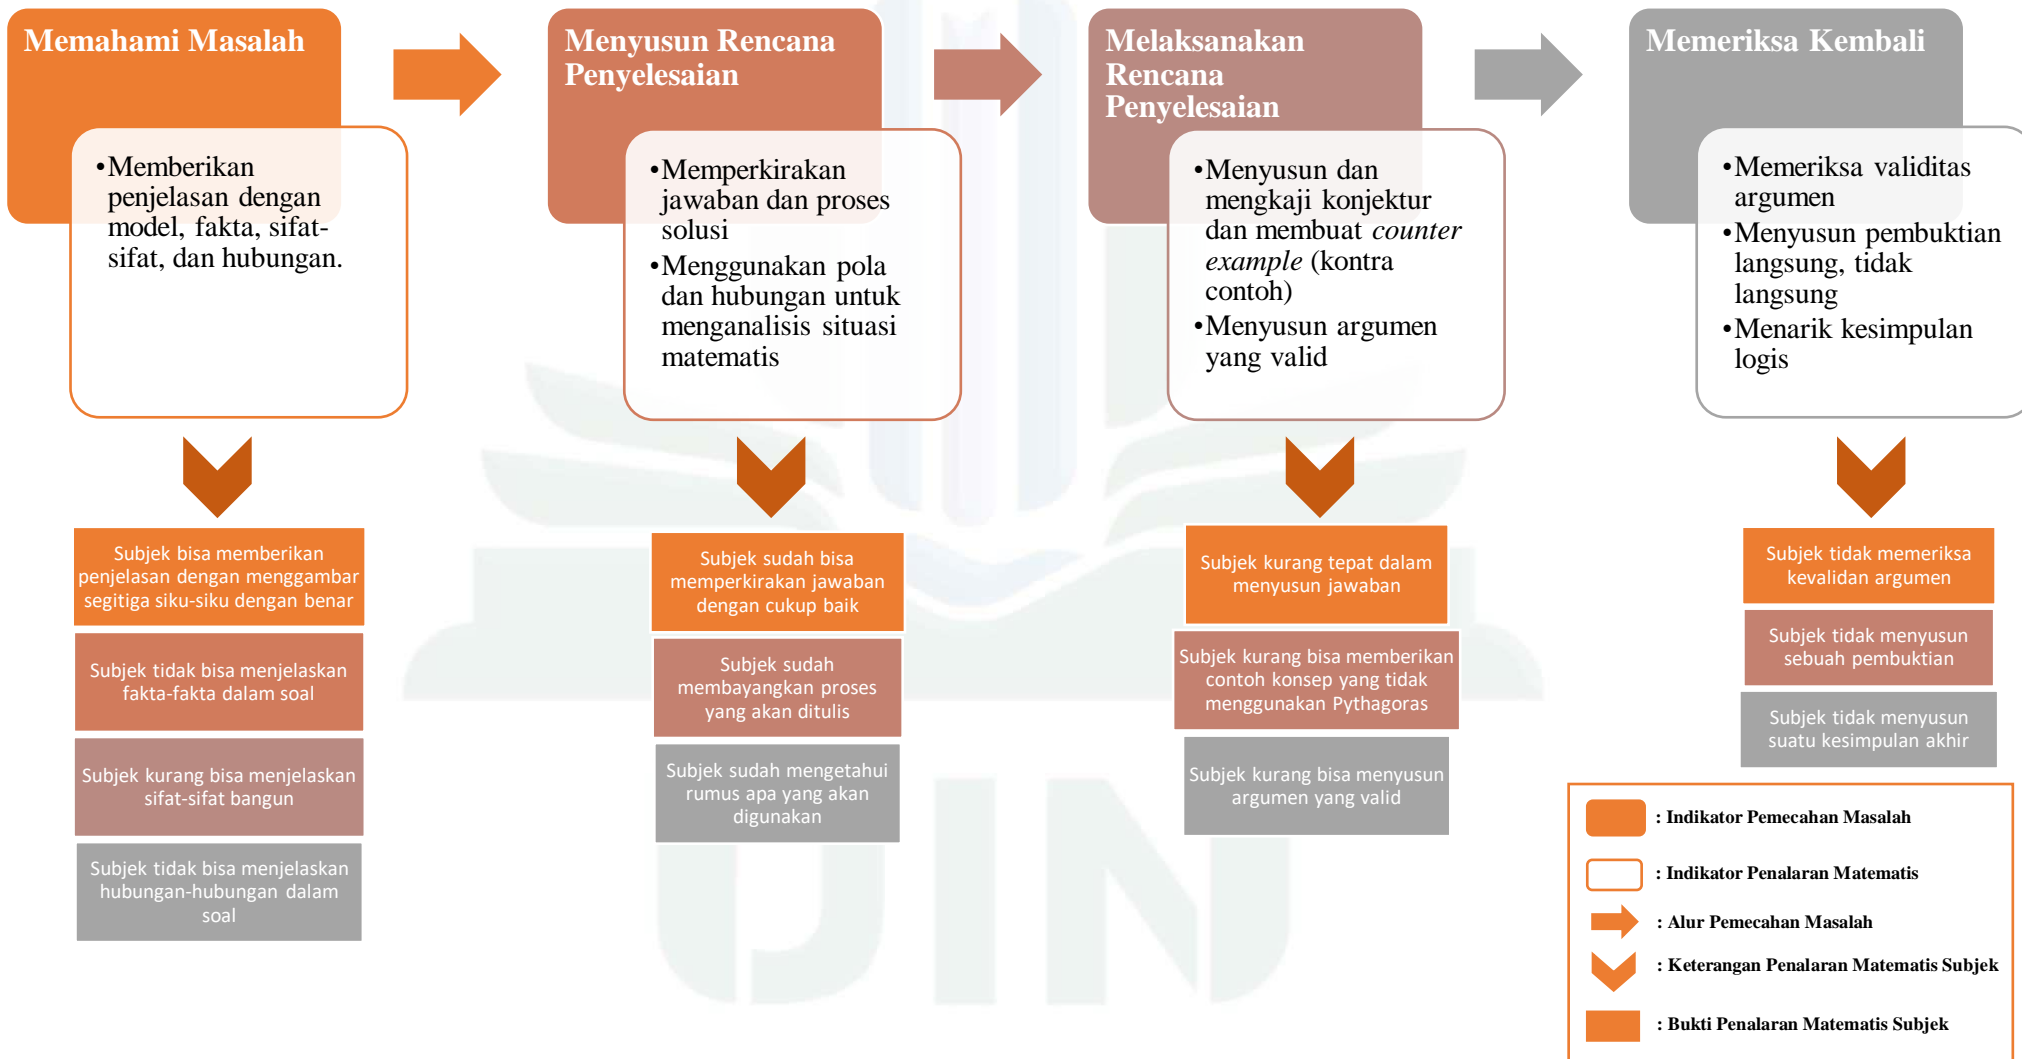 Memahami Masalah
•Memberikan
penjelasan dengan
model, fakta, sifat-
sifat, dan hubungan.
Subjek bisa memberikan
penjelasan dengan menggambar
segitiga siku-siku dengan benar
Subjek tidak bisa menjelaskan
fakta-fakta dalam soal
Subjek kurang bisa menjelaskan
sifat-sifat bangun
Subjek tidak bisa menjelaskan
hubungan-hubungan dalam
soal
Menyusun Rencana
Penyelesaian
•Memperkirakan
jawaban dan proses
solusi
•Menggunakan pola
dan hubungan untuk
menganalisis situasi
matematis
Subjek sudah bisa
memperkirakan jawaban
dengan cukup baik
Subjek sudah
membayangkan proses
yang akan ditulis
Subjek sudah mengetahui
rumus apa yang akan
digunakan
Melaksanakan
Rencana
Penyelesaian
•Menyusun dan
mengkaji konjektur
dan membuat counter
example (kontra
contoh)
•Menyusun argumen
yang valid
Subjek kurang tepat dalam
menyusun jawaban
Subjek kurang bisa memberikan
contoh konsep yang tidak
menggunakan Pythagoras
Subjek kurang bisa menyusun
argumen yang valid
Memeriksa Kembali
•Memeriksa validitas
argumen
•Menyusun pembuktian
langsung, tidak
langsung
•Menarik kesimpulan
logis
Subjek tidak memeriksa
kevalidan argumen
Subjek tidak menyusun
sebuah pembuktian
Subjek tidak menyusun
suatu kesimpulan akhir
: Indikator Pemecahan Masalah
: Indikator Penalaran Matematis
: Alur Pemecahan Masalah
: Keterangan Penalaran Matematis Subjek
: Bukti Penalaran Matematis Subjek
UIN